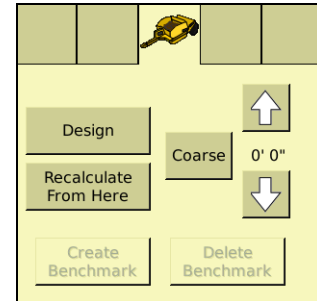 Design
Coarse
0' 0"
Recalculate
From Here
Create
Benchmark
Delete
Benchmark